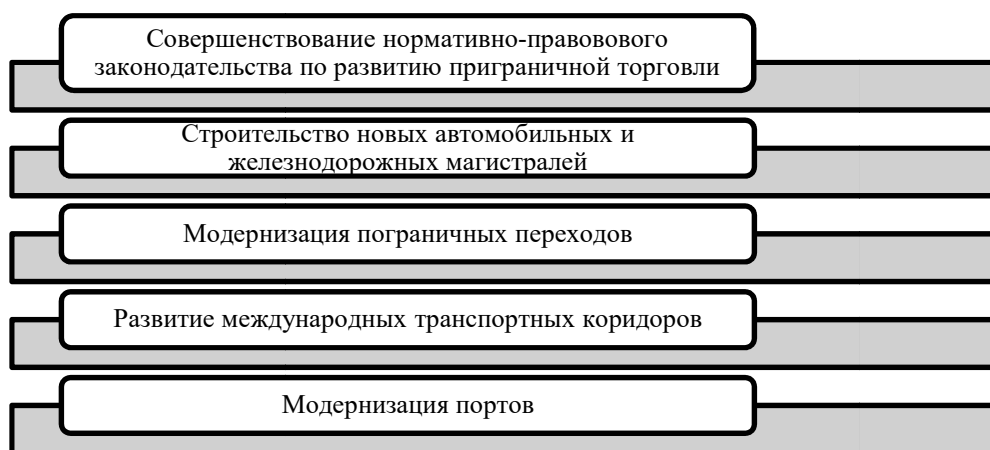 Совершенствование нормативно-правовового
законодательства по развитию приграничной торговли
Строительство новых автомобильных и
железнодорожных магистралей
Модернизация пограничных переходов
Развитие международных транспортных коридоров
Модернизация портов